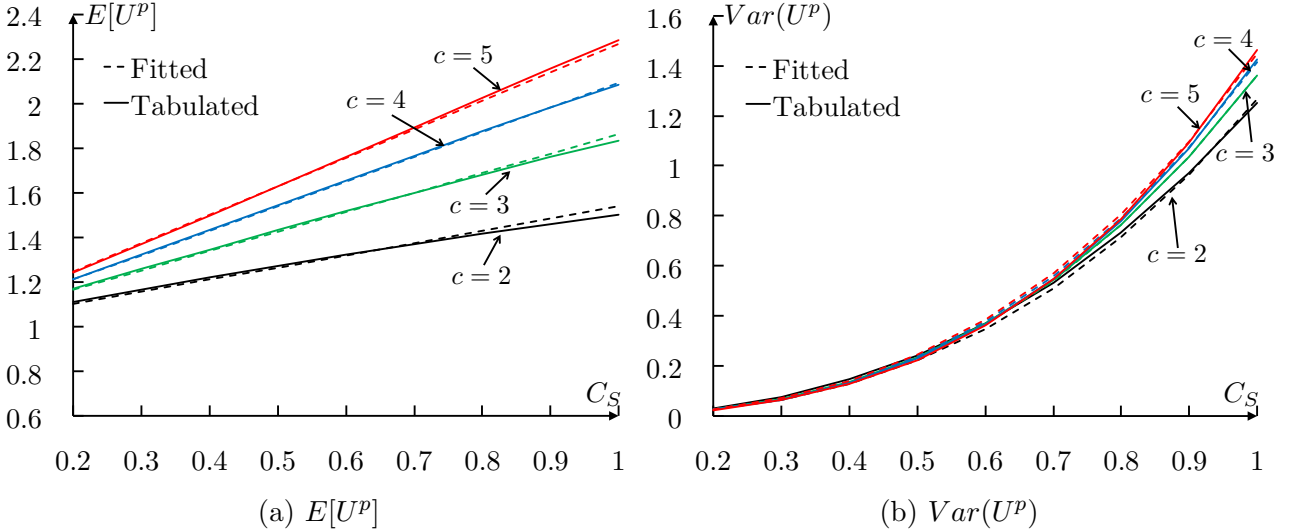 E[U^p]
2.4
2.2
2
1.8
1.6
1.4
1.2
1
0.8
0.6
Fitted
Tabulated
c = 5
c = 4
c = 3
c = 2
C_S
0.2 0.3 0.4 0.5 0.6 0.7 0.8 0.9 1
(a) E[U^p]
Var(U^p)
1.6
1.4
1.2
1
0.8
0.6
0.4
0.2
0
Fitted
Tabulated
c = 4
c = 5
c = 3
c = 2
C_S
0.2 0.3 0.4 0.5 0.6 0.7 0.8 0.9 1
(b) Var(U^p)